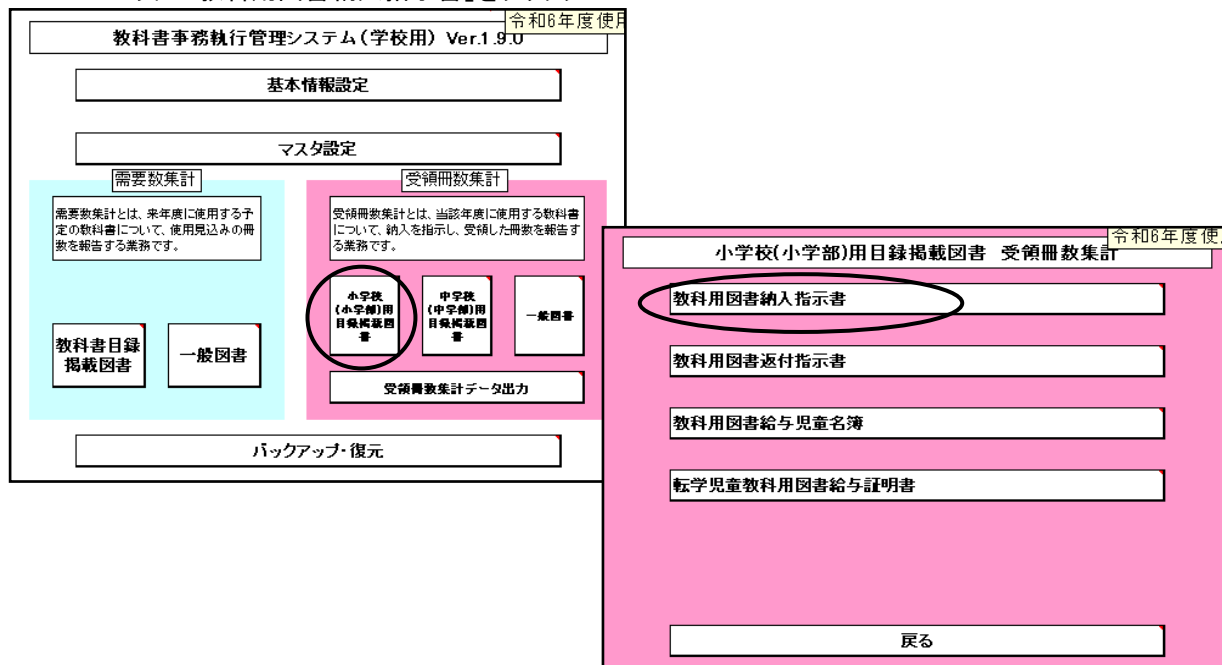 令和6年度使用
教科書事務執行管理システム(学校用) Ver.1.9.0
基本情報設定
マスタ設定
需要数集計
需要数集計とは、来年度に使用する予
定の教科書について、使用見込みの冊
数を報告する業務です。
教科書目録
掲載図書
一般図書
受領冊数集計
受領冊数集計とは、当該年度に使用する教科書
について、納入を指示し、受領した冊数を報告す
る業務です。
小学校
(小学部)用
目録掲載図
書
中学校
(中学部)用
目録掲載図
書
一般図書
受領冊数集計データ出力
バックアップ・復元
令和6年度使
小学校(小学部)用目録掲載図書 受領冊数集計
教科用図書納入指示書
教科用図書返付指示書
教科用図書給与児童名簿
転学児童教科用図書給与証明書
戻る